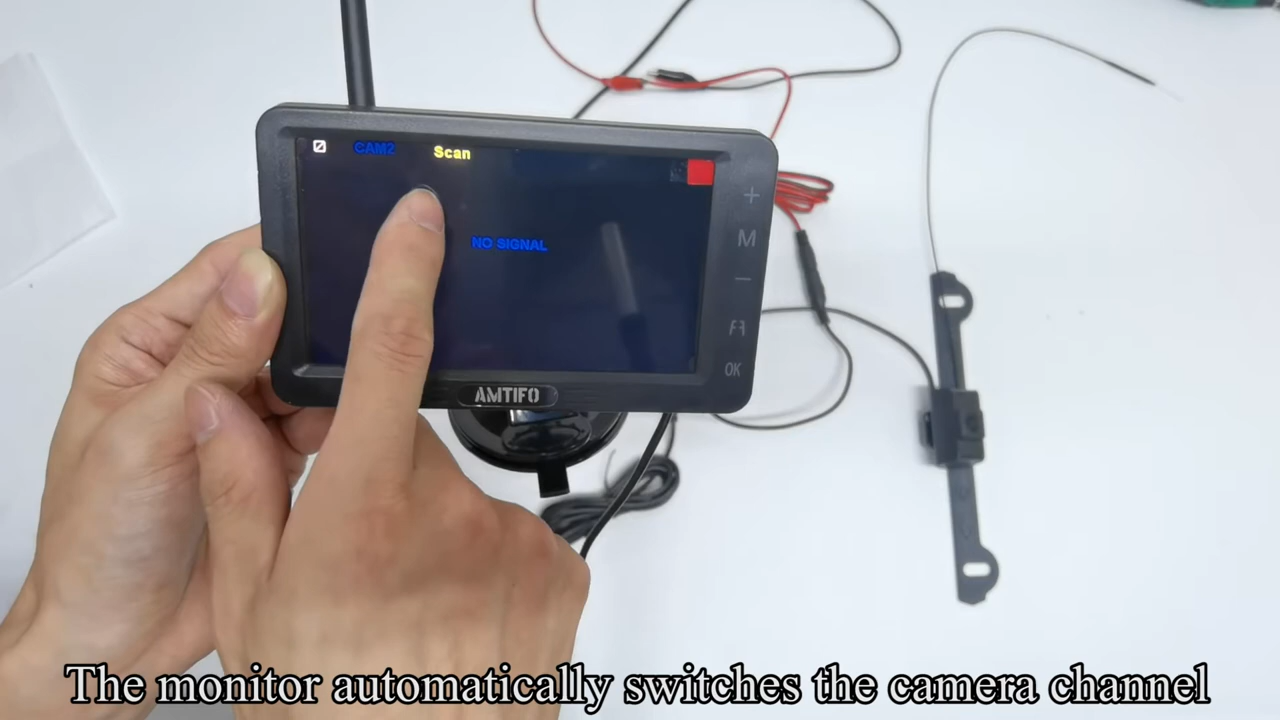 CAM2 Scan
NO SIGNAL
+
M
−
OK
AMTIFO
The monitor automatically switches the camera channel